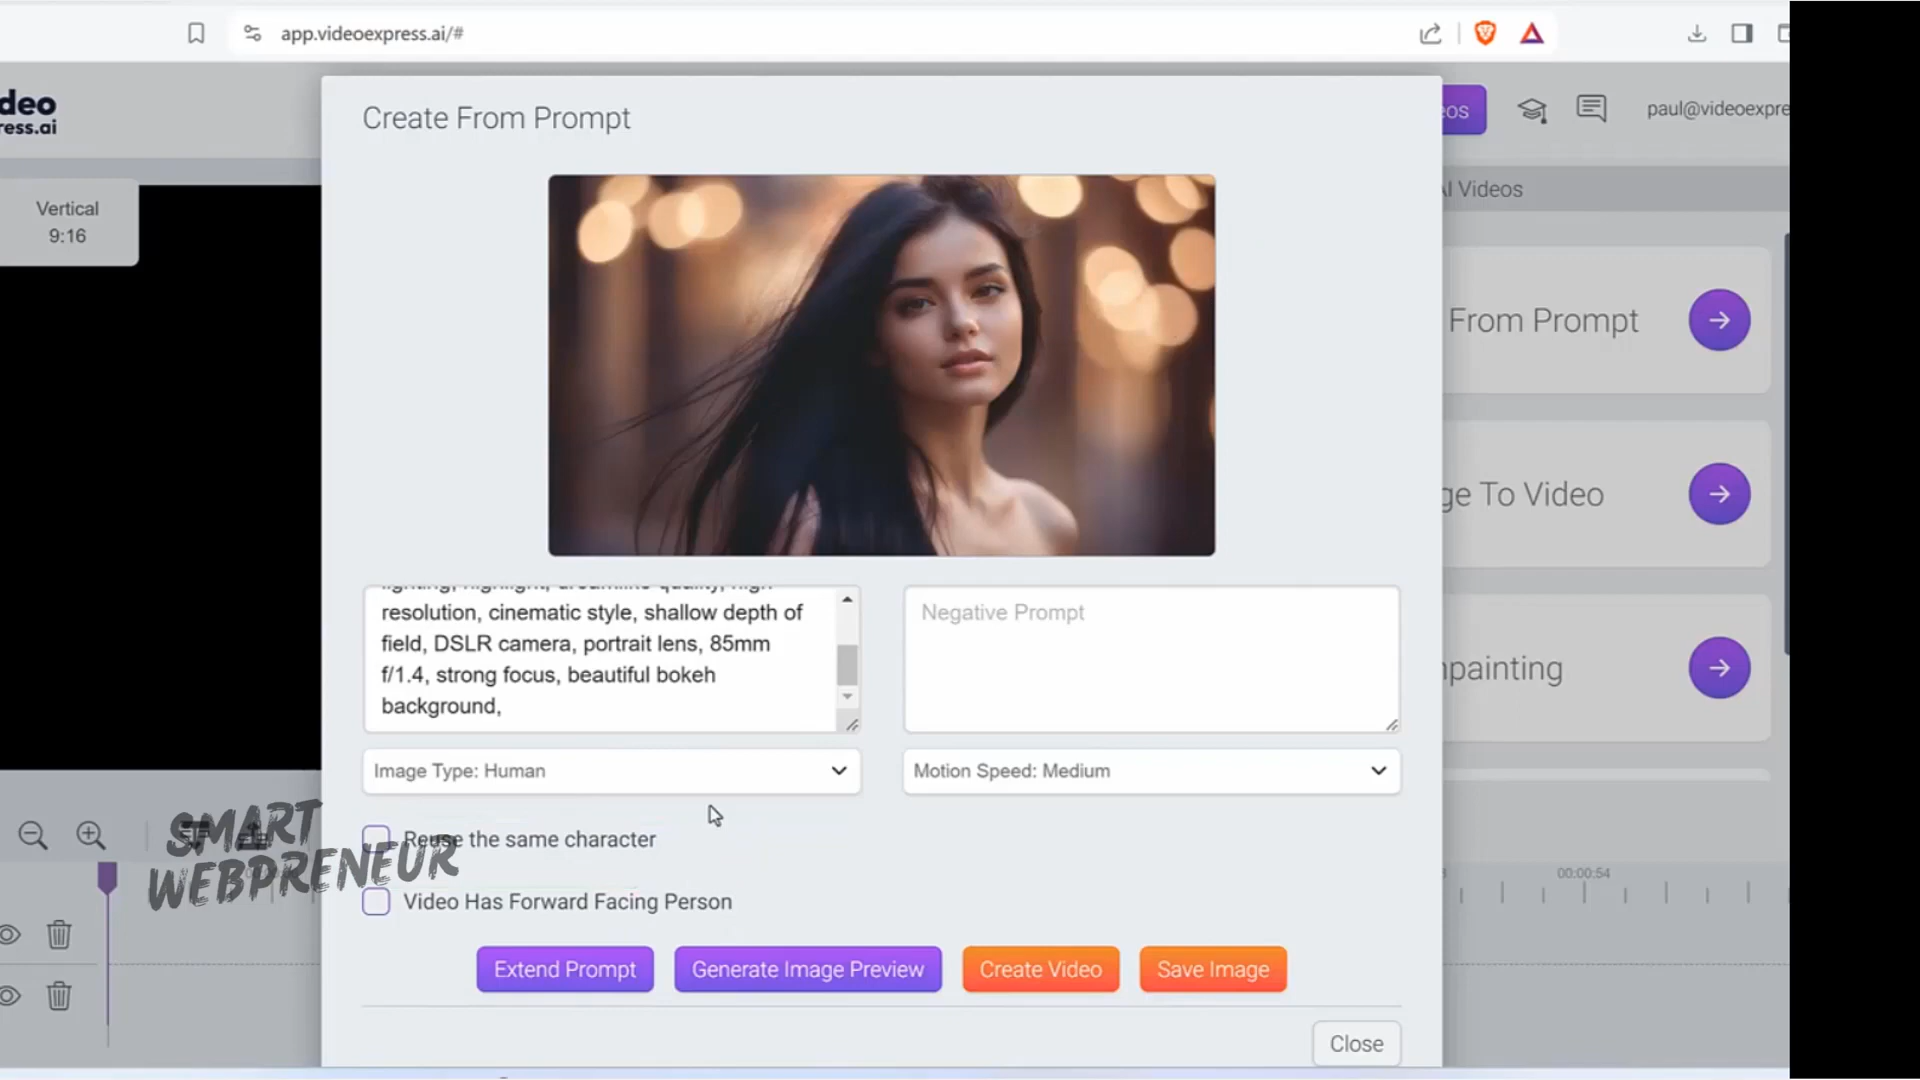 app.videoexpress.ai/#
Create From Prompt
deo
ress.ai
os
paul@videoexpre
Vertical
9:16
AI Videos
From Prompt
ge To Video
npainting
resolution, cinematic style, shallow depth of
field, DSLR camera, portrait lens, 85mm
f/1.4, strong focus, beautiful bokeh
background,
Negative Prompt
Image Type: Human
Motion Speed: Medium
Reuse the same character
SMART
WEBPRENEUR
Video Has Forward Facing Person
00:00:54
Extend Prompt
Generate Image Preview
Create Video
Save Image
Close